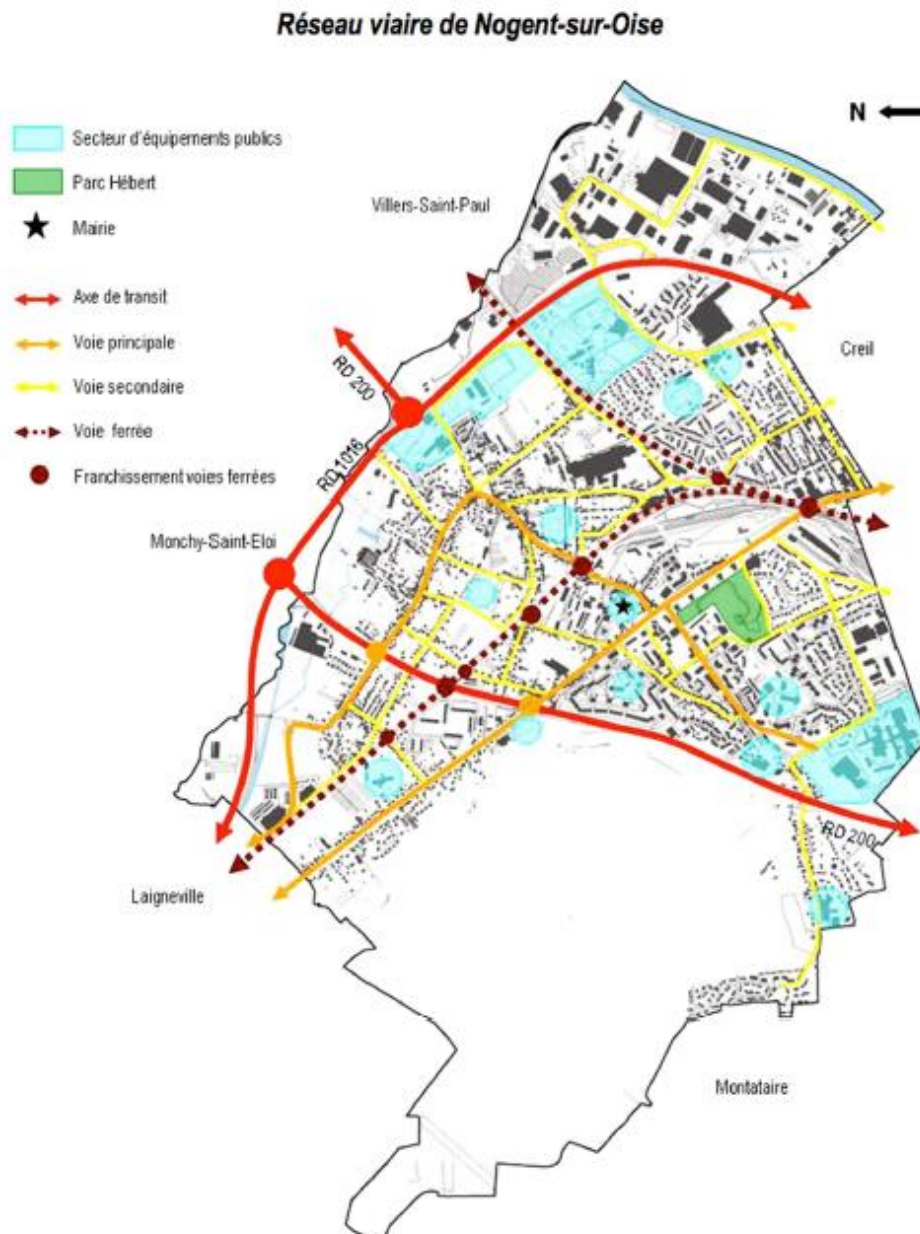 Réseau viaire de Nogent-sur-Oise
N
Secteur d'équipements publics
Parc Hébert
Mairie
Axe de transit
Voie principale
Voie secondaire
Voie ferrée
Franchissement voies ferrées
Villers-Saint-Paul
Creil
RD 200
RD 1016
Monchy-Saint-Eloi
RD 200
Laigneville
Montataire